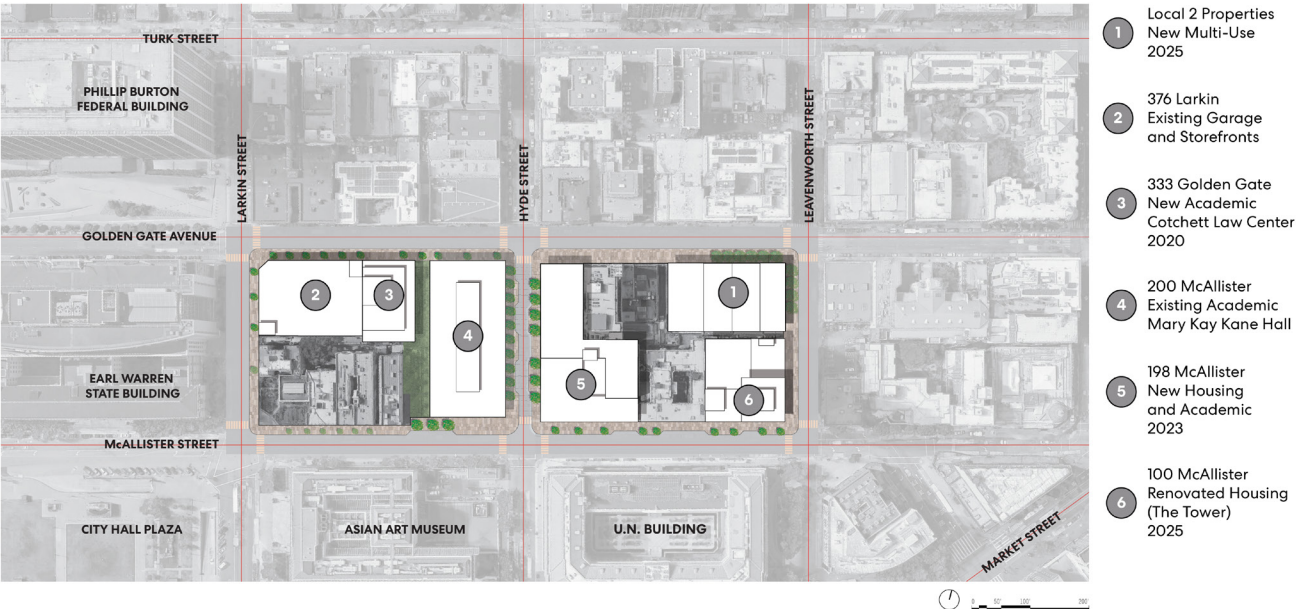 TURK STREET
PHILLIP BURTON
FEDERAL BUILDING
LARKIN STREET
HYDE STREET
LEAVENWORTH STREET
GOLDEN GATE AVENUE
2
3
4
1
5
6
EARL WARREN
STATE BUILDING
McALLISTER STREET
CITY HALL PLAZA
ASIAN ART MUSEUM
U.N. BUILDING
MARKET STREET
1
Local 2 Properties
New Multi-Use
2025
2
376 Larkin
Existing Garage
and Storefronts
3
333 Golden Gate
New Academic
Cotchett Law Center
2020
4
200 McAllister
Existing Academic
Mary Kay Kane Hall
5
198 McAllister
New Housing
and Academic
2023
6
100 McAllister
Renovated Housing
(The Tower)
2025
0 50' 100' 200'